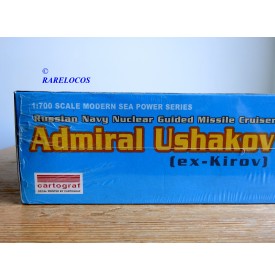 ©
RARELOCOS
1:700 SCALE MODERN SEA POWER SERIES
Russian Navy Nuclear Guided Missile Cruiser
Admiral Ushakov
(ex-Kirov)
cartograf